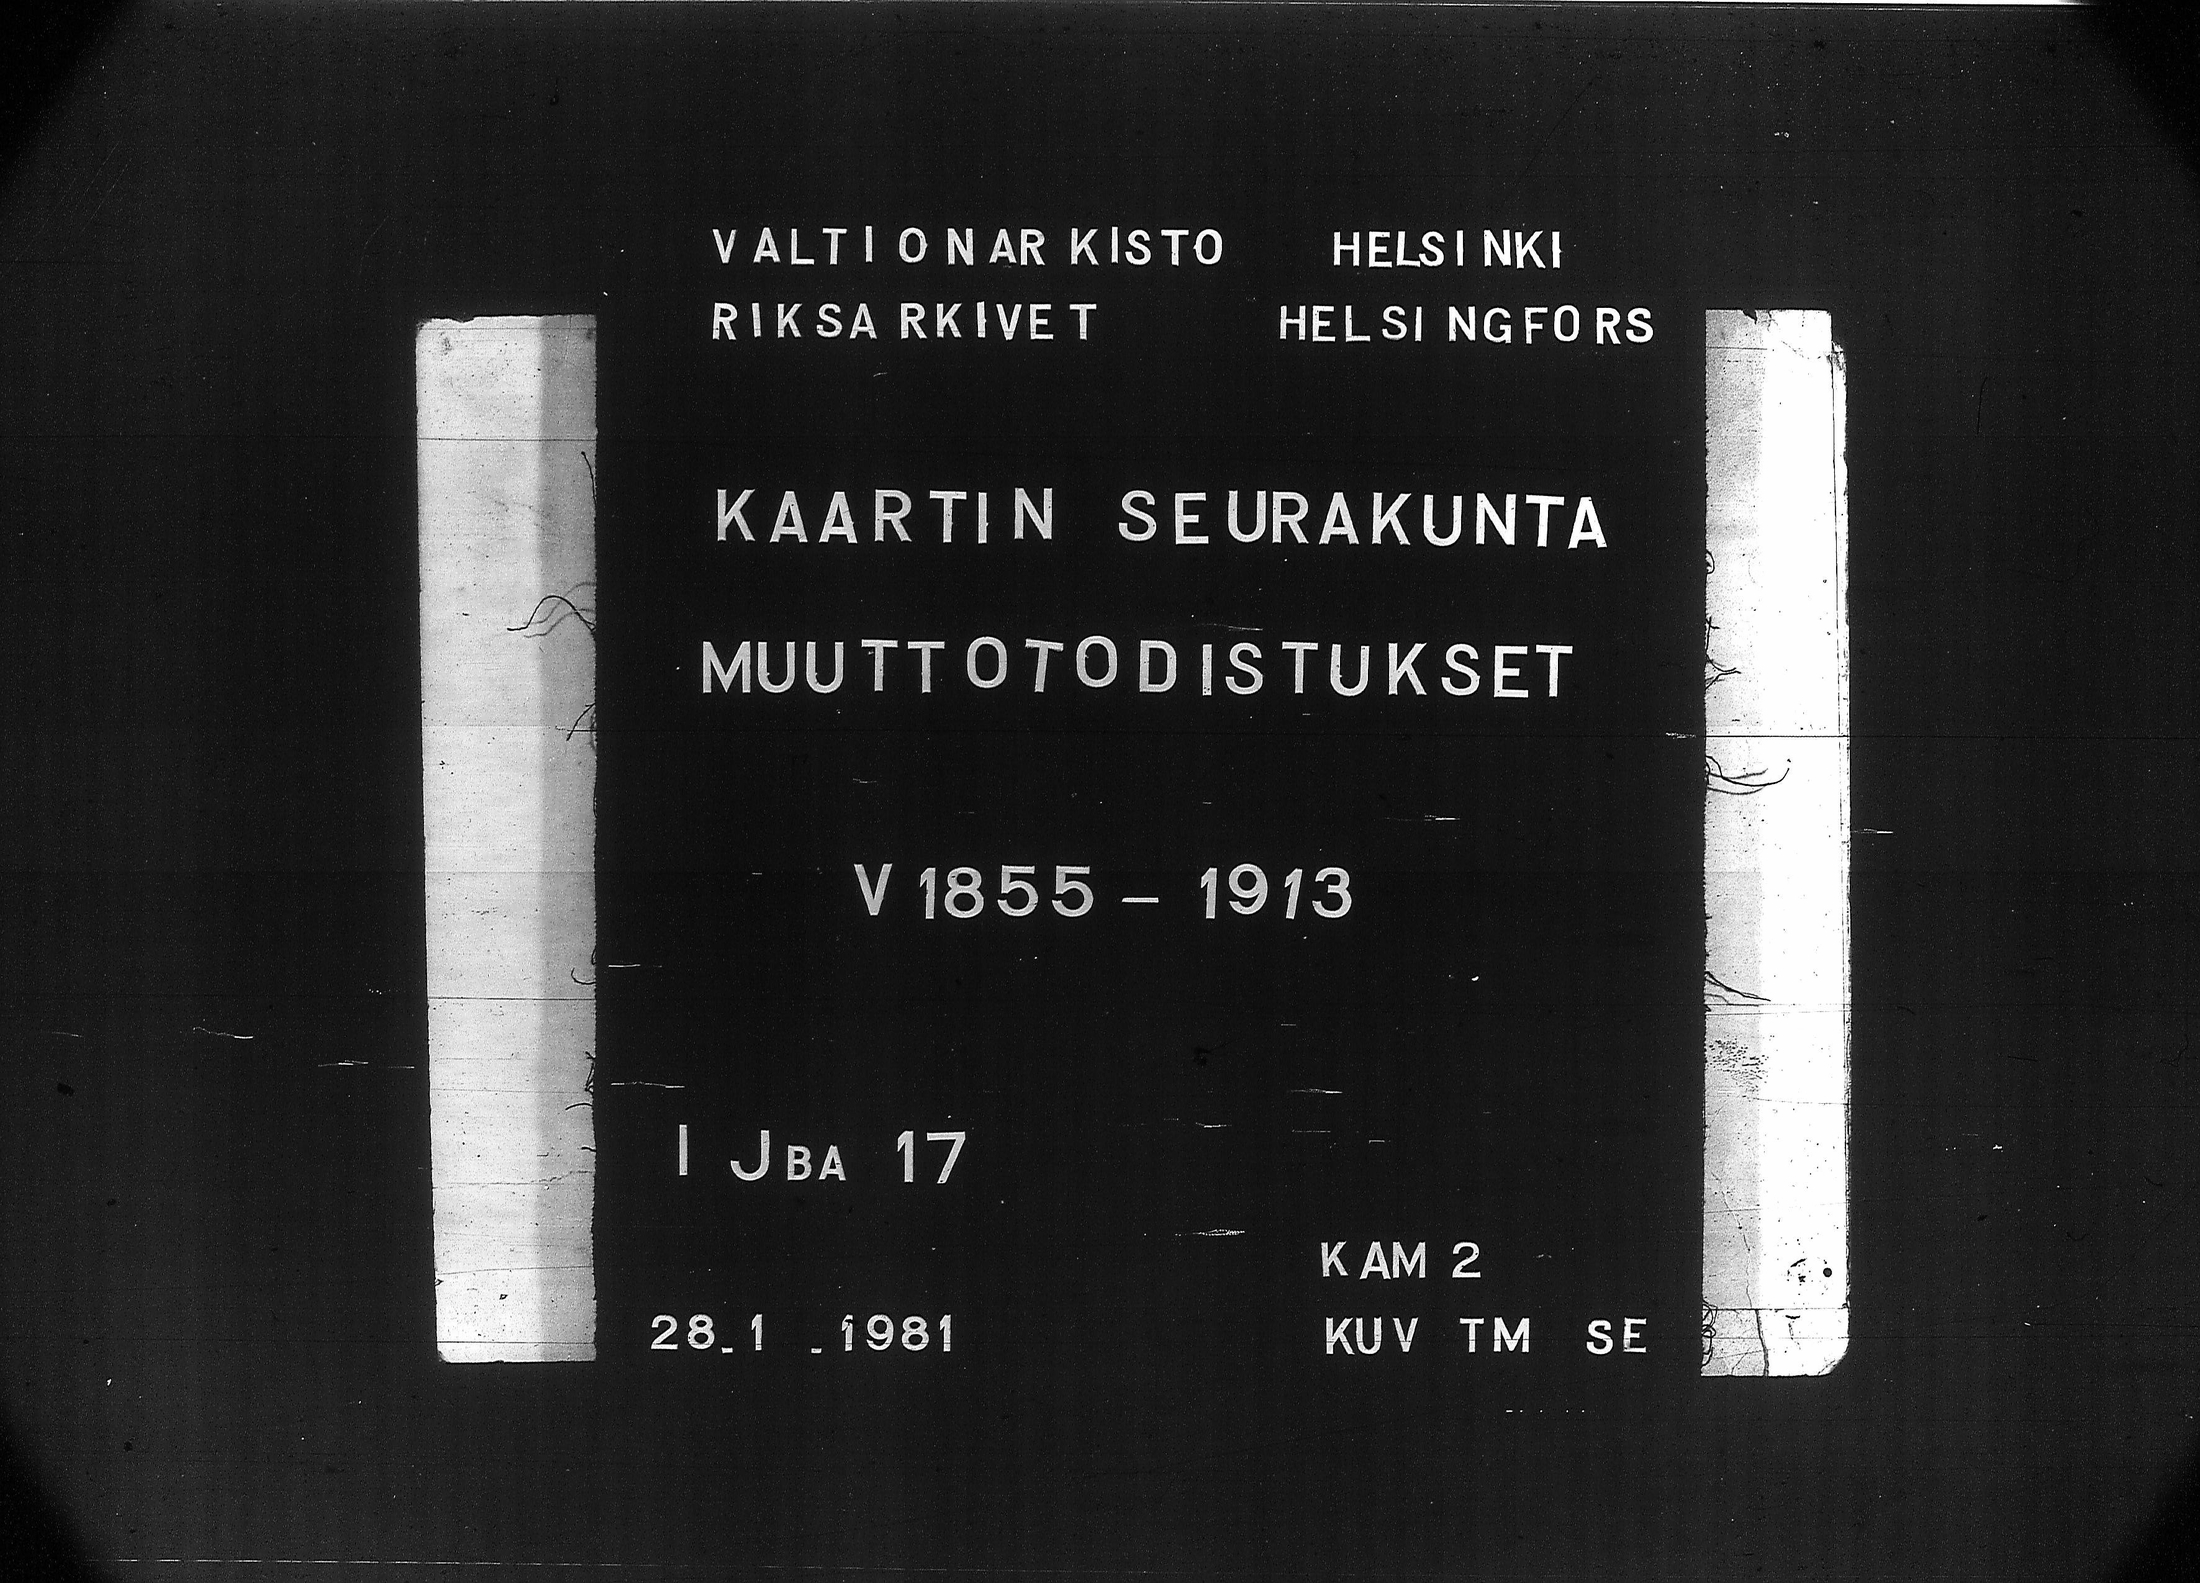 VALTIONARKISTO HELSINKI
RIKSARKIVET HELSINGFORS
KAARTIN SEURAKUNTA
MUUTTOTODISTUKSET
V 1855 – 1913
I JBA 17
KAM 2
28.1.1981 KUV TM SE